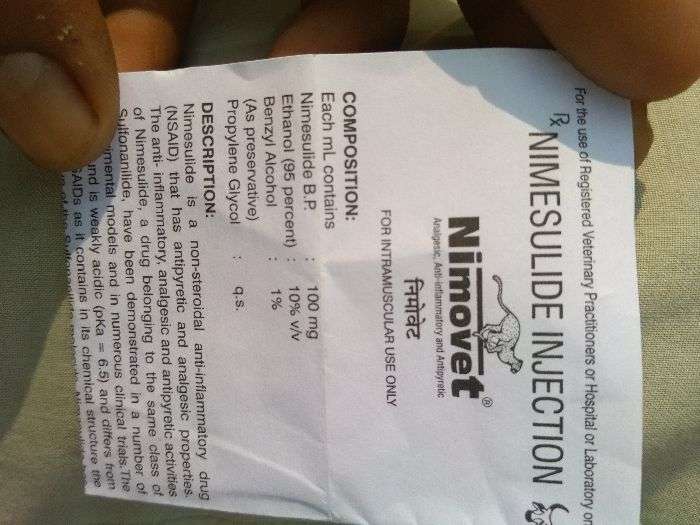 For the use of Registered Veterinary Practitioners or Hospital or Laboratory
Rx NIMESULIDE INJECTION
Nimovet®
Analgesic, Anti-inflammatory and Antipyretic
निमोवेट
FOR INTRAMUSCULAR USE ONLY
COMPOSITION:
Each mL contains
Nimesulide B.P. : 100 mg
Ethanol (95 percent) : 10% v/v
Benzyl Alcohol : 1%
(As preservative)
Propylene Glycol : q.s.
DESCRIPTION:
Nimesulide is a non-steroidal anti-inflammatory drug
(NSAID) that has antipyretic and analgesic properties.
The anti- inflammatory, analgesic and antipyretic activities
of Nimesulide, a drug belonging to the same class of
Sulfonanilide, have been demonstrated in a number of
models and in numerous clinical trials. The
is weakly acidic (pKa = 6.5) and differs from
as it contains in its chemical structure the